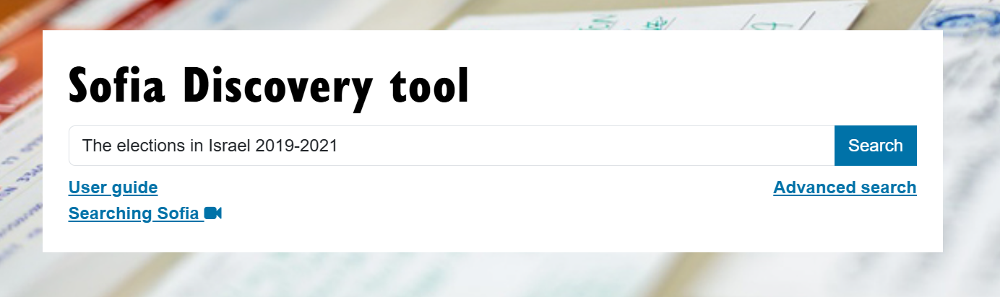 Sofia Discovery tool
The elections in Israel 2019-2021
Search
User guide
Advanced search
Searching Sofia